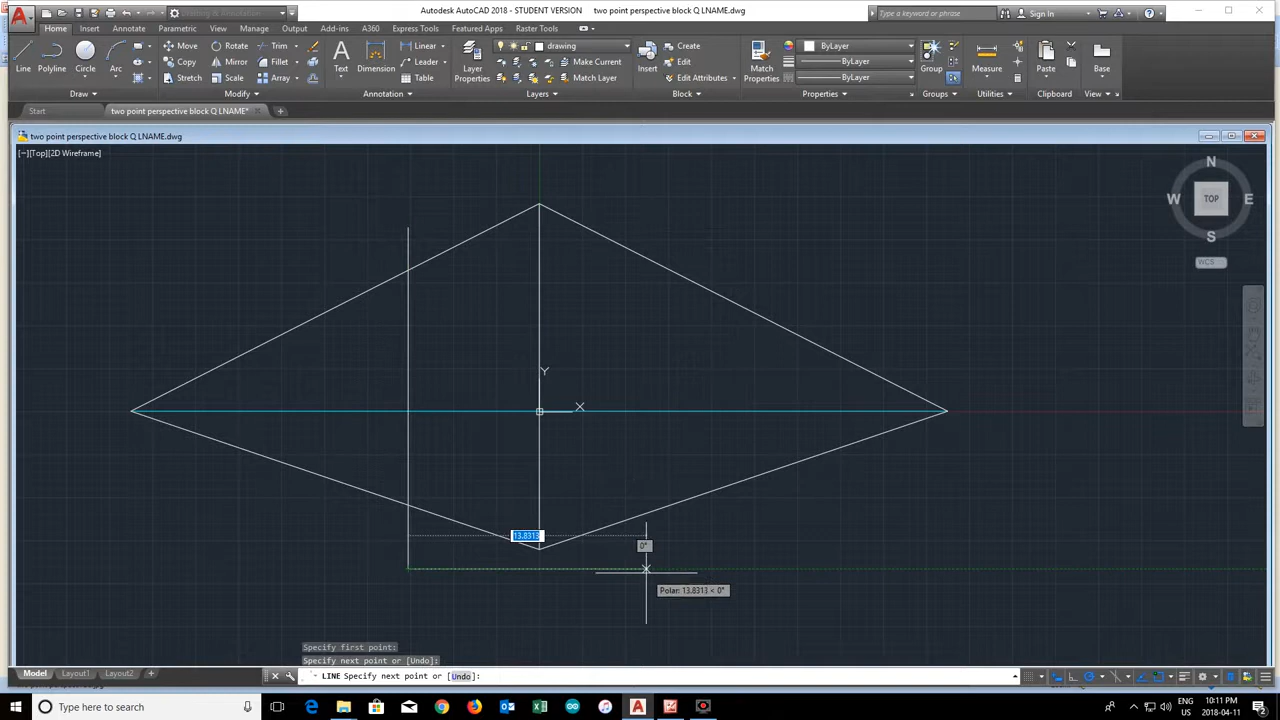 Autodesk AutoCAD 2018 - STUDENT VERSION two point perspective block Q LNAME.dwg
Type a keyword or phrase
Sign In
Home Insert Annotate Parametric View Manage Output Add-ins A360 Express Tools Featured Apps Raster Tools
Line Polyline Circle Arc
Move Rotate Trim
Copy Mirror Fillet
Stretch Scale Array
Text Dimension
Linear
Leader
Table
Layer Properties
drawing
Make Current
Match Layer
Insert
Create
Edit
Edit Attributes
Match Properties
ByLayer
ByLayer
ByLayer
Group Measure Paste Base
Draw Modify Annotation Layers Block Properties Groups Utilities Clipboard View
Start two point perspective block Q LNAME*
two point perspective block Q LNAME.dwg
[−][Top][2D Wireframe]
N
W TOP E
S
WCS
Y
X
13.8313
0°
Polar: 13.8313 < 0°
Specify first point:
Specify next point or [Undo]:
LINE Specify next point or [Undo]:
Model Layout1 Layout2
Type here to search
ENG
10:11 PM
2018-04-11